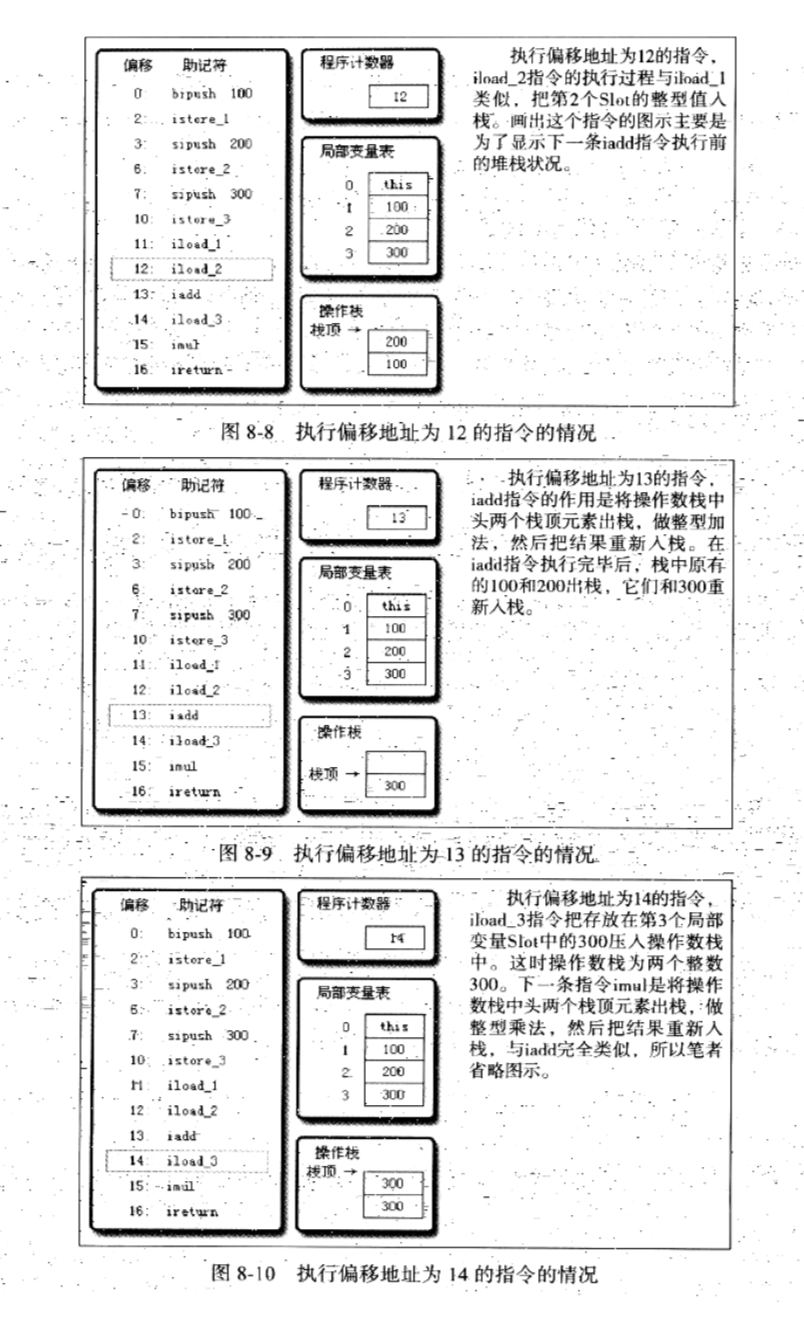 偏移 助记符
0: bipush 100
2: istore_1
3: sipush 200
6: istore_2
7: sipush 300
10: istore_3
11: iload_1
12: iload_2
13: iadd
14: iload_3
15: imul
16: ireturn
程序计数器
12
局部变量表
0 this
1 100
2 200
3 300
操作栈
栈顶 →
200
100
执行偏移地址为12的指令,
iload_2指令的执行过程与iload_1
类似,把第2个Slot的整型值入
栈。画出这个指令的图示主要是
为了显示下一条iadd指令执行前
的堆栈状况。
图 8-8 执行偏移地址为 12 的指令的情况
偏移 助记符
0: bipush 100
2: istore_1
3: sipush 200
6: istore_2
7: sipush 300
10: istore_3
11: iload_1
12: iload_2
13: iadd
14: iload_3
15: imul
16: ireturn
程序计数器
13
局部变量表
0 this
1 100
2 200
3 300
操作栈
栈顶 →
300
执行偏移地址为13的指令,
iadd指令的作用是将操作数栈中
头两个栈顶元素出栈,做整型加
法,然后把结果重新入栈。在
iadd指令执行完毕后,栈中原有
的100和200出栈,它们和300重
新入栈。
图 8-9 执行偏移地址为 13 的指令的情况
偏移 助记符
0: bipush 100
2: istore_1
3: sipush 200
6: istore_2
7: sipush 300
10: istore_3
11: iload_1
12: iload_2
13: iadd
14: iload_3
15: imul
16: ireturn
程序计数器
14
局部变量表
0 this
1 100
2 200
3 300
操作栈
栈顶 →
300
300
执行偏移地址为14的指令,
iload_3指令把存放在第3个局部
变量Slot中的300压入操作数栈
中。这时操作数栈为两个整数
300。下一条指令imul是将操作
数栈中头两个栈顶元素出栈,做
整型乘法,然后把结果重新入
栈,与iadd完全类似,所以笔者
省略图示。
图 8-10 执行偏移地址为 14 的指令的情况